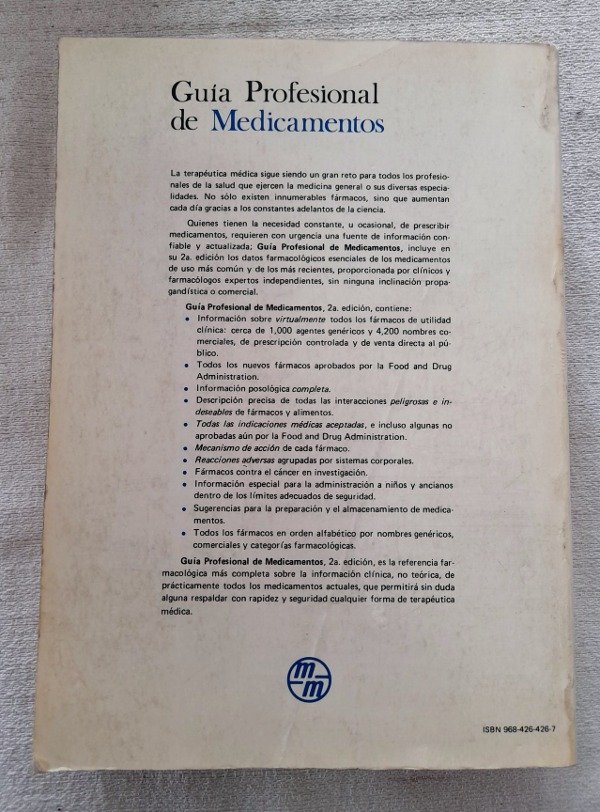 Guía Profesional
de Medicamentos
La terapéutica médica sigue siendo un gran reto para todos los profesio-
nales de la salud que ejercen la medicina general o sus diversas especia-
lidades. No sólo existen innumerables fármacos, sino que aumentan
cada día gracias a los constantes adelantos de la ciencia.
Quienes tienen la necesidad constante, u ocasional, de prescribir
medicamentos, requieren con urgencia una fuente de información con-
fiable y actualizada; Guía Profesional de Medicamentos, incluye en
su 2a. edición los datos farmacológicos esenciales de los medicamentos
de uso más común y de los más recientes, proporcionada por clínicos y
farmacólogos expertos independientes, sin ninguna inclinación propa-
gandística o comercial.
Guía Profesional de Medicamentos, 2a. edición, contiene:
• Información sobre virtualmente todos los fármacos de utilidad
clínica: cerca de 1,000 agentes genéricos y 4,200 nombres co-
merciales, de prescripción controlada y de venta directa al pú-
blico.
• Todos los nuevos fármacos aprobados por la Food and Drug
Administration.
• Información posológica completa.
• Descripción precisa de todas las interacciones peligrosas e in-
deseables de fármacos y alimentos.
• Todas las indicaciones médicas aceptadas, e incluso algunas no
aprobadas aún por la Food and Drug Administration.
• Mecanismo de acción de cada fármaco.
• Reacciones adversas agrupadas por sistemas corporales.
• Fármacos contra el cáncer en investigación.
• Información especial para la administración a niños y ancianos
dentro de los límites adecuados de seguridad.
• Sugerencias para la preparación y el almacenamiento de medica-
mentos.
• Todos los fármacos en orden alfabético por nombres genéricos,
comerciales y categorías farmacológicas.
Guía Profesional de Medicamentos, 2a. edición, es la referencia far-
macológica más completa sobre la información clínica, no teórica, de
prácticamente todos los medicamentos actuales, que permitirá sin duda
alguna respaldar con rapidez y seguridad cualquier forma de terapéutica
médica.
m
m
ISBN 968-426-426-7